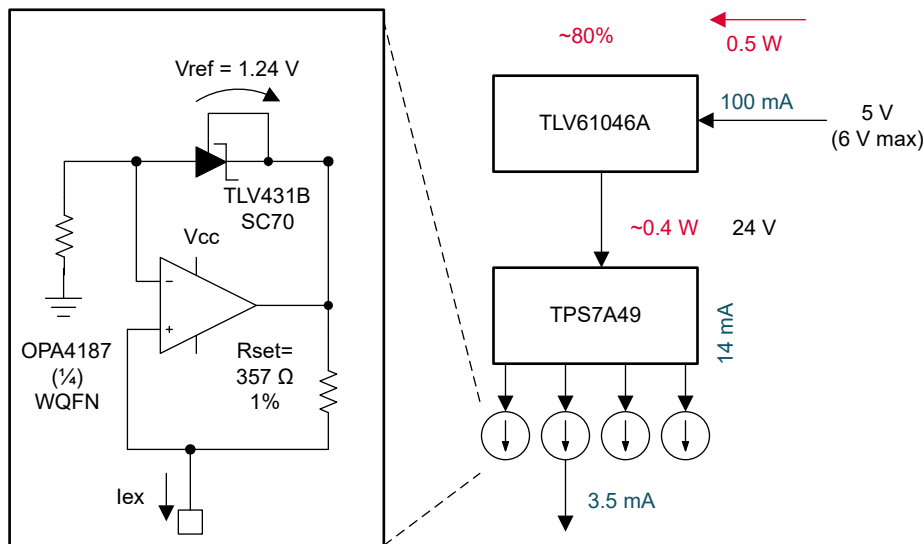 Vref = 1.24 V
TLV431B
SC70
Vcc
−
+
OPA4187
(¼)
WQFN
Rset=
357 Ω
1%
Iex
~80%
0.5 W
TLV61046A
100 mA
5 V
(6 V max)
~0.4 W
24 V
TPS7A49
14 mA
3.5 mA